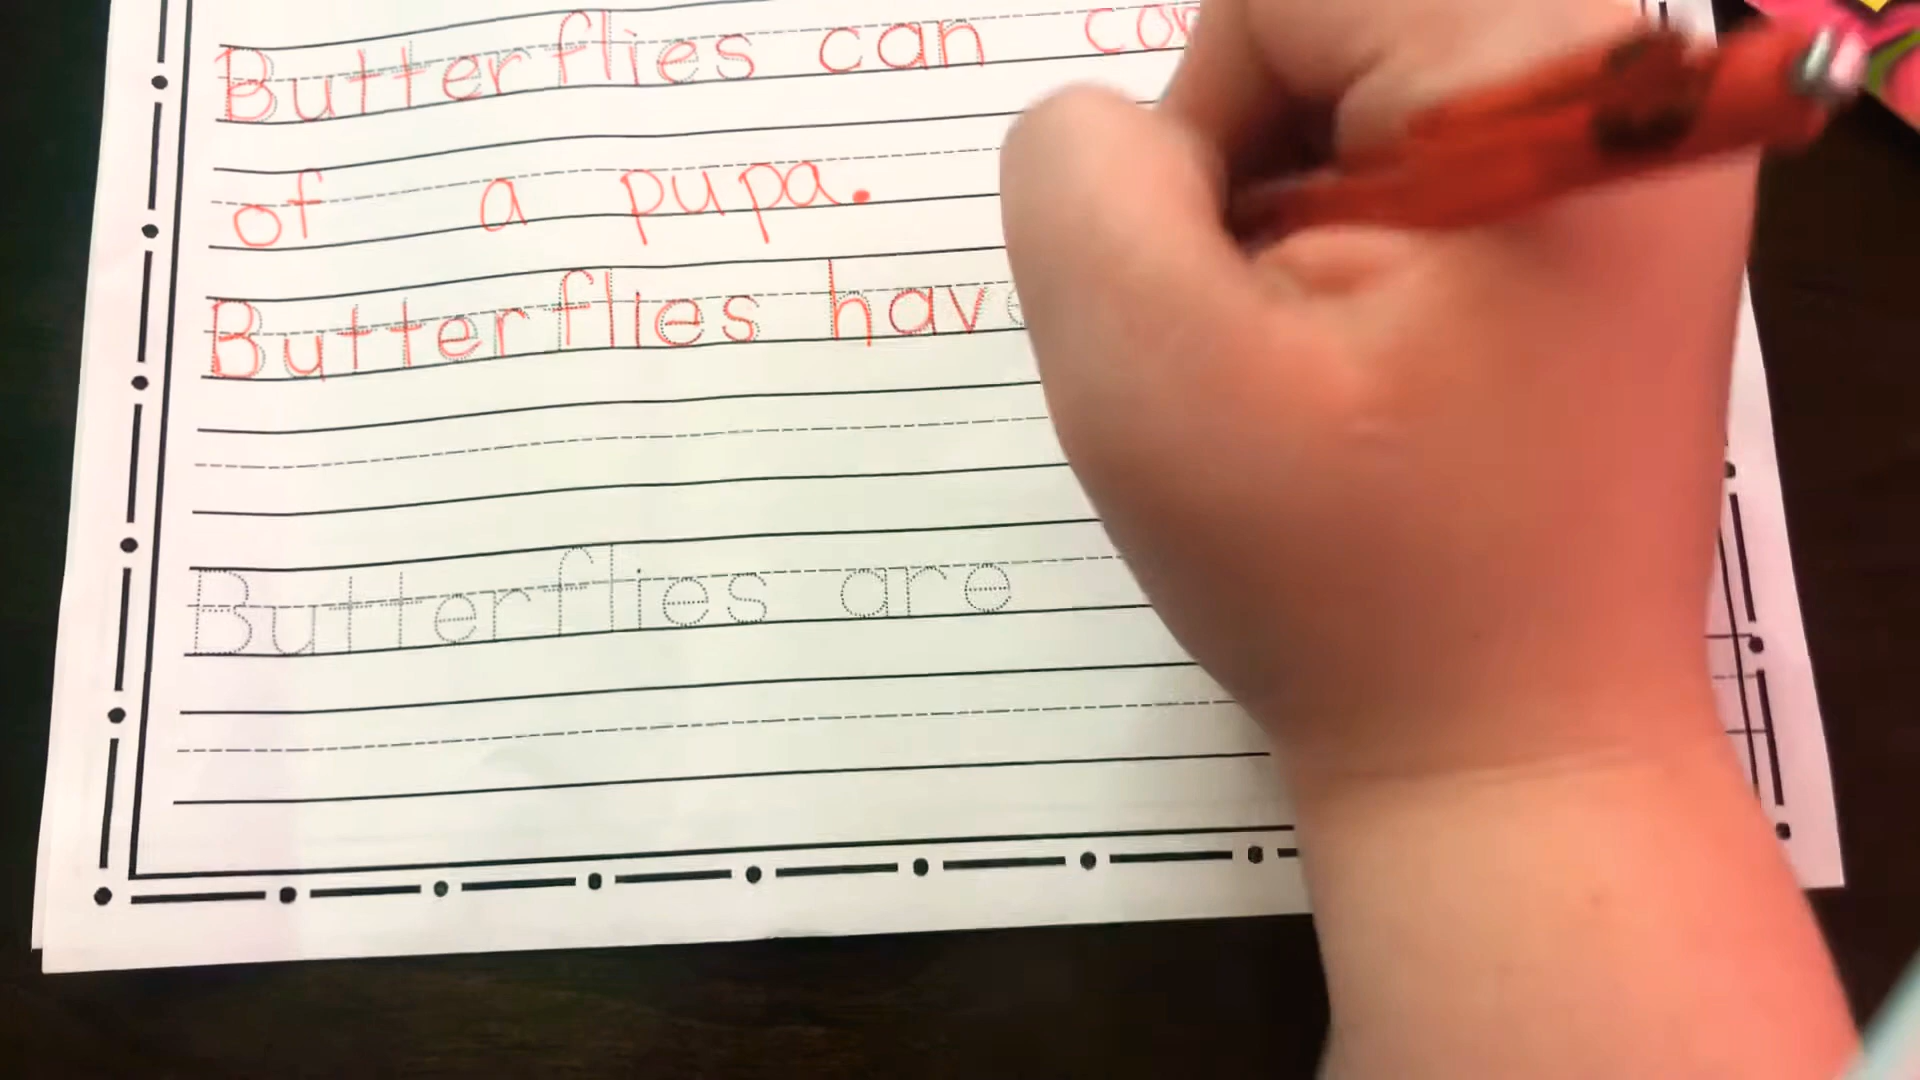 Butterflies can
of a pupa.
Butterflies have
Butterflies are